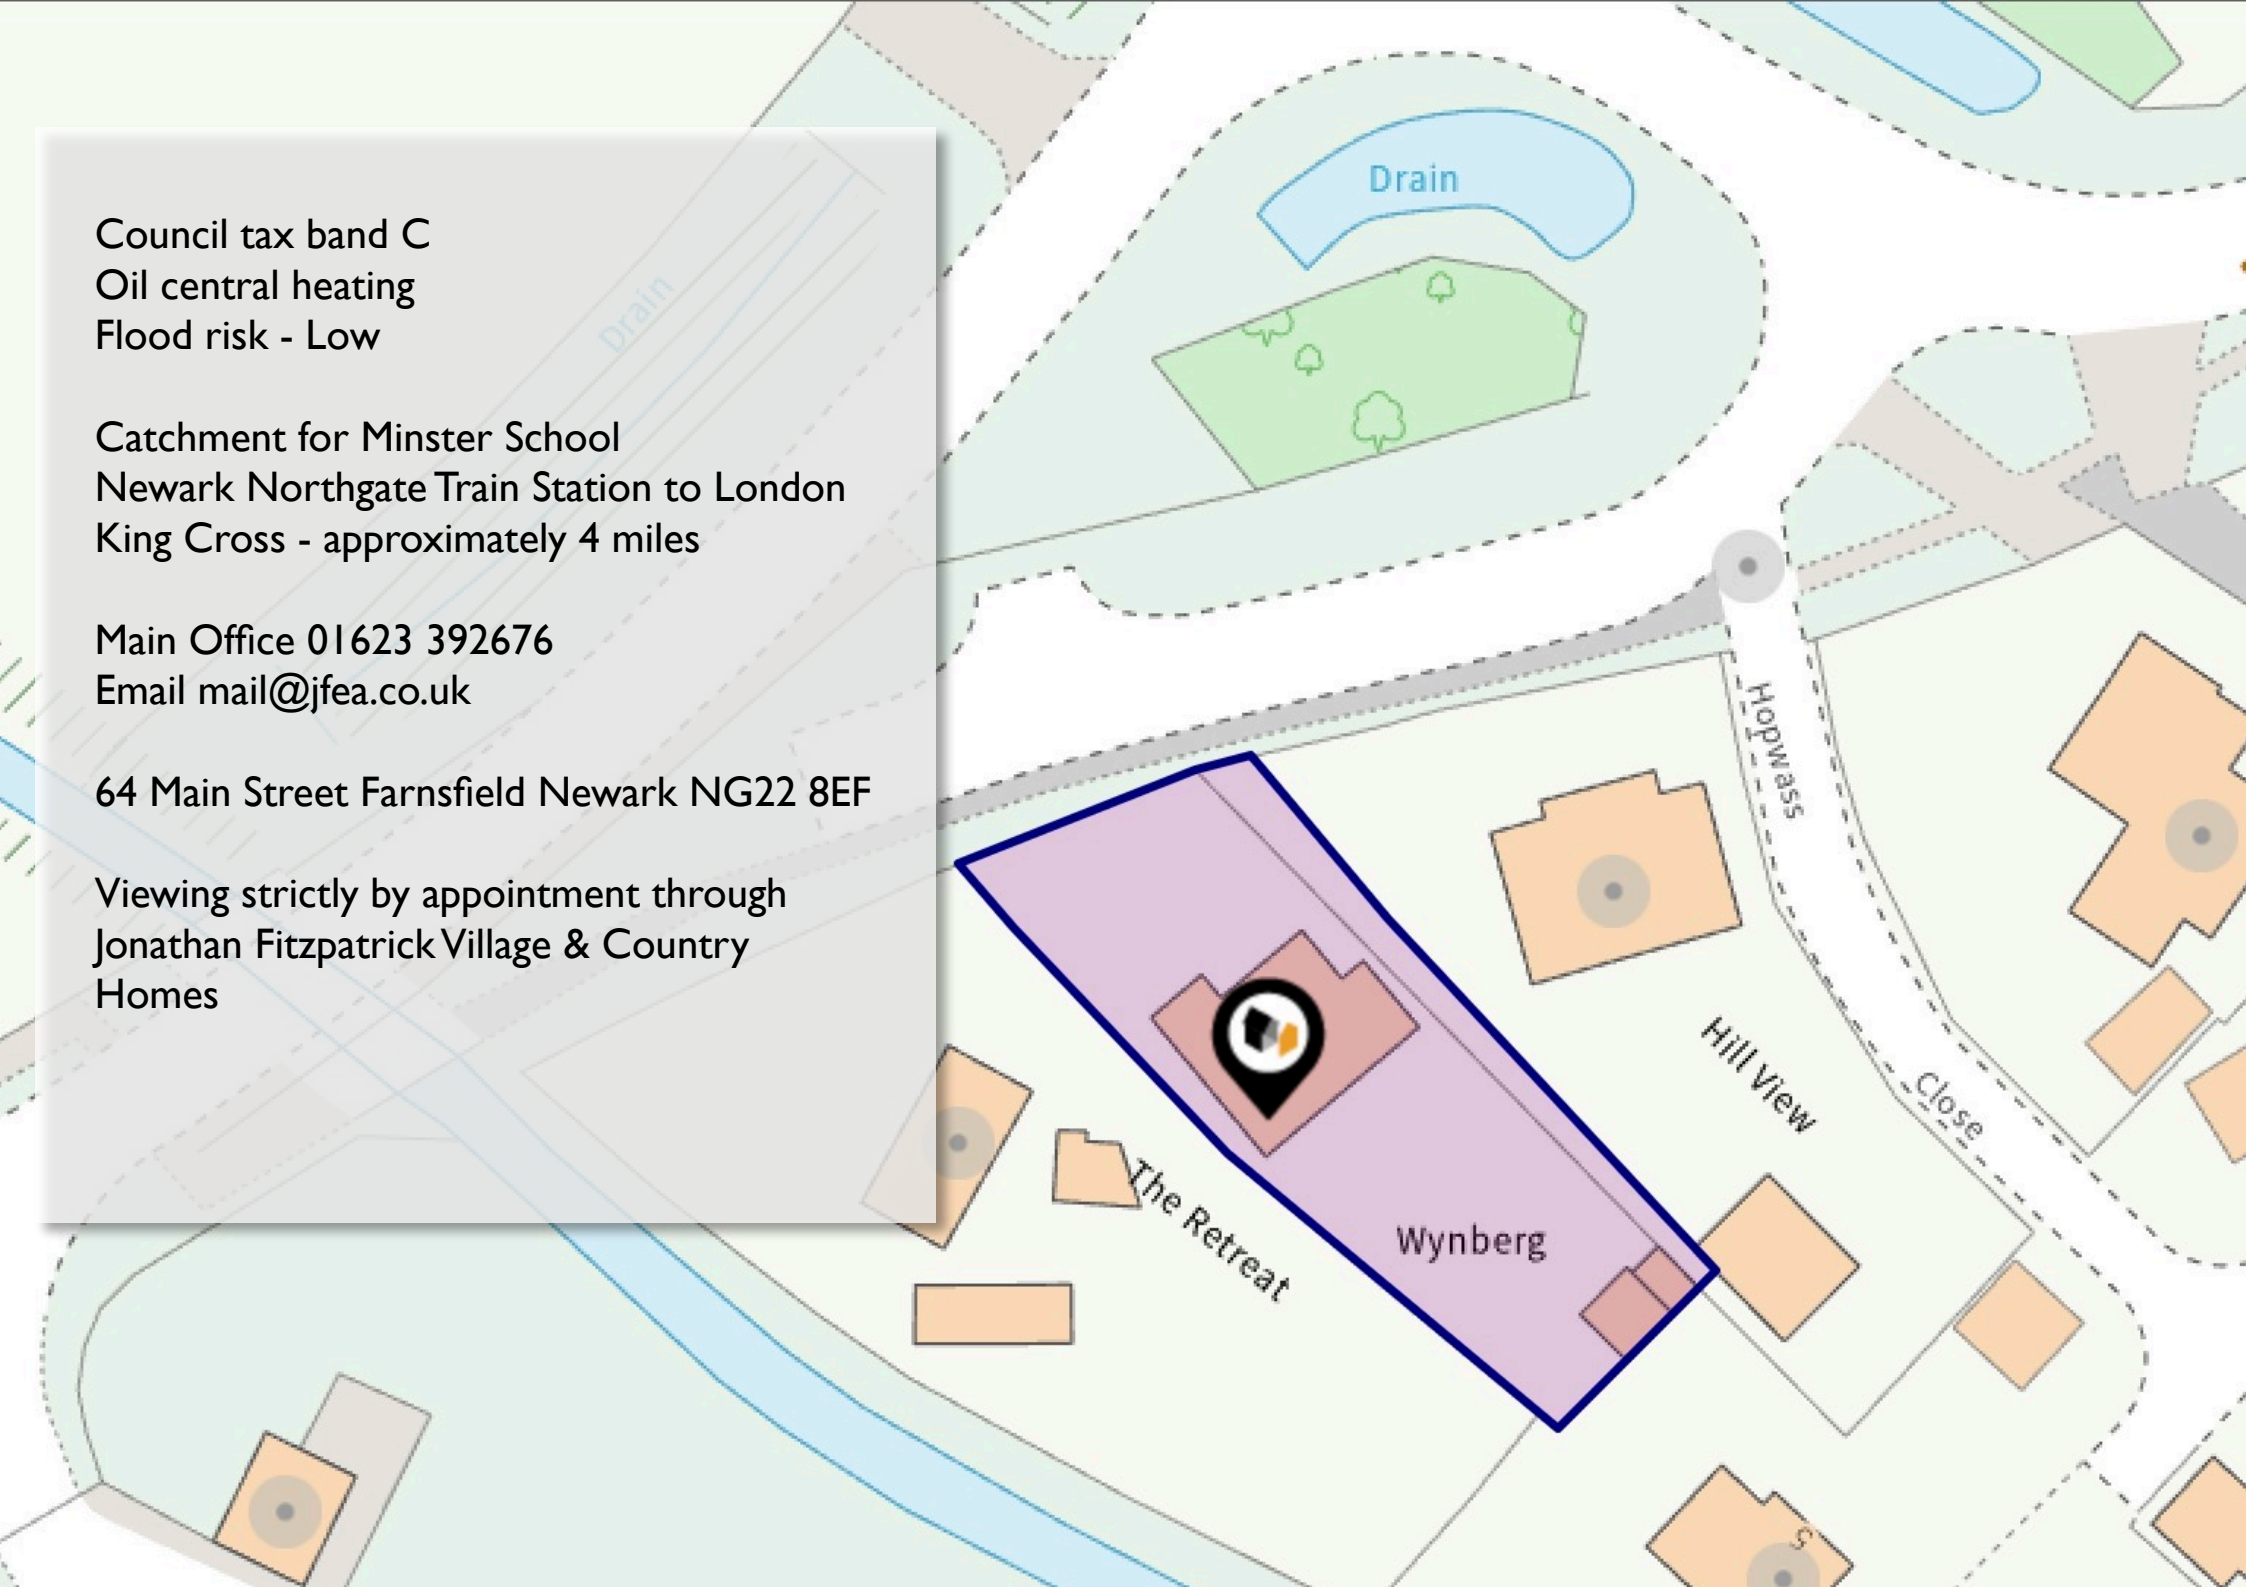 Council tax band C
Oil central heating
Flood risk - Low
Catchment for Minster School
Newark Northgate Train Station to London
King Cross - approximately 4 miles
Main Office 01623 392676
Email mail@jfea.co.uk
64 Main Street Farnsfield Newark NG22 8EF
Viewing strictly by appointment through
Jonathan Fitzpatrick Village & Country
Homes
Drain
Drain
Hopwass
Close
Hill View
The Retreat
Wynberg
5